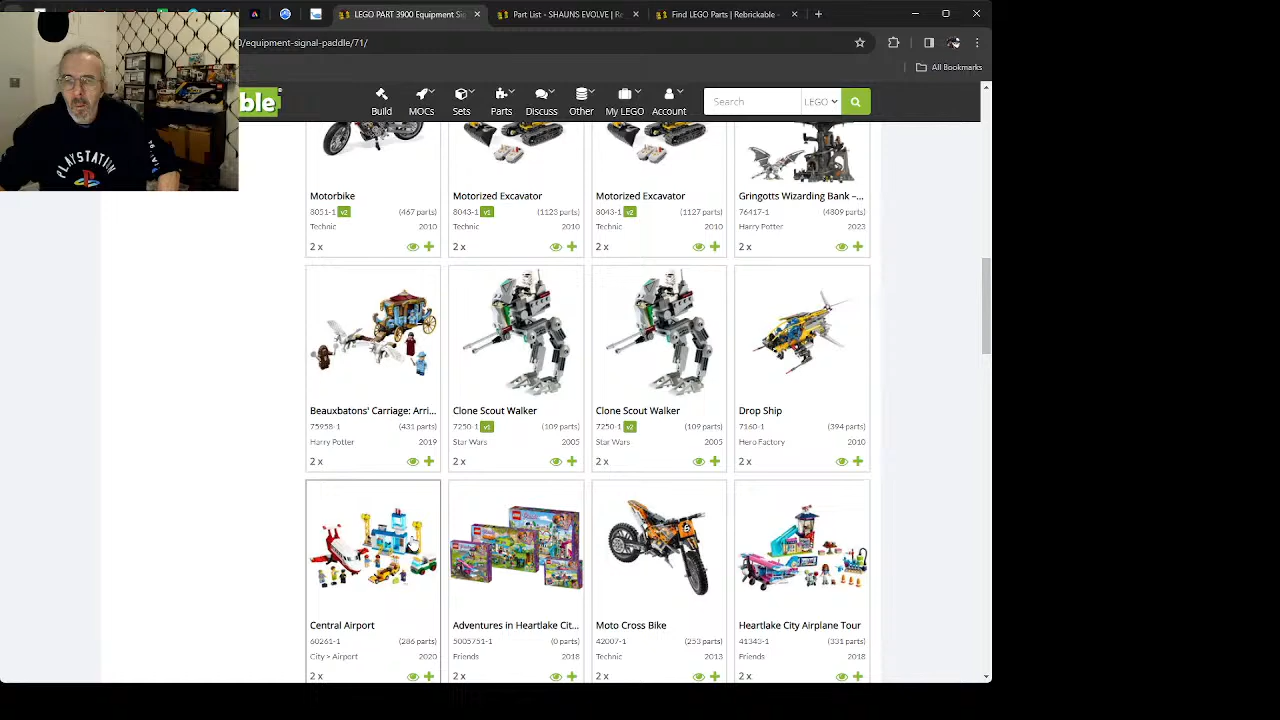 LEGO PART 3900 Equipment Si
Part List - SHAUNS EVOLVE | R
Find LEGO Parts | Rebrickable -
0/equipment-signal-paddle/71/
All Bookmarks
ble
Build
MOCs
Sets
Parts
Discuss
Other
My LEGO
Account
Search
LEGO
PLAYSTATION
Motorbike
8051-1 v2 (467 parts)
Technic 2010
2 x
Motorized Excavator
8043-1 v1 (1123 parts)
Technic 2010
2 x
Motorized Excavator
8043-1 v2 (1127 parts)
Technic 2010
2 x
Gringotts Wizarding Bank –...
76417-1 (4809 parts)
Harry Potter 2023
2 x
Beauxbatons' Carriage: Arri...
75958-1 (431 parts)
Harry Potter 2019
2 x
Clone Scout Walker
7250-1 v1 (109 parts)
Star Wars 2005
2 x
Clone Scout Walker
7250-1 v2 (109 parts)
Star Wars 2005
2 x
Drop Ship
7160-1 (394 parts)
Hero Factory 2010
2 x
Central Airport
60261-1 (286 parts)
City > Airport 2020
2 x
Adventures in Heartlake Cit...
5005751-1 (0 parts)
Friends 2018
2 x
Moto Cross Bike
42007-1 (253 parts)
Technic 2013
2 x
Heartlake City Airplane Tour
41343-1 (331 parts)
Friends 2018
2 x